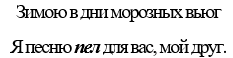 Зимою в дни морозных вьюг
Я песню пел для вас, мой друг.